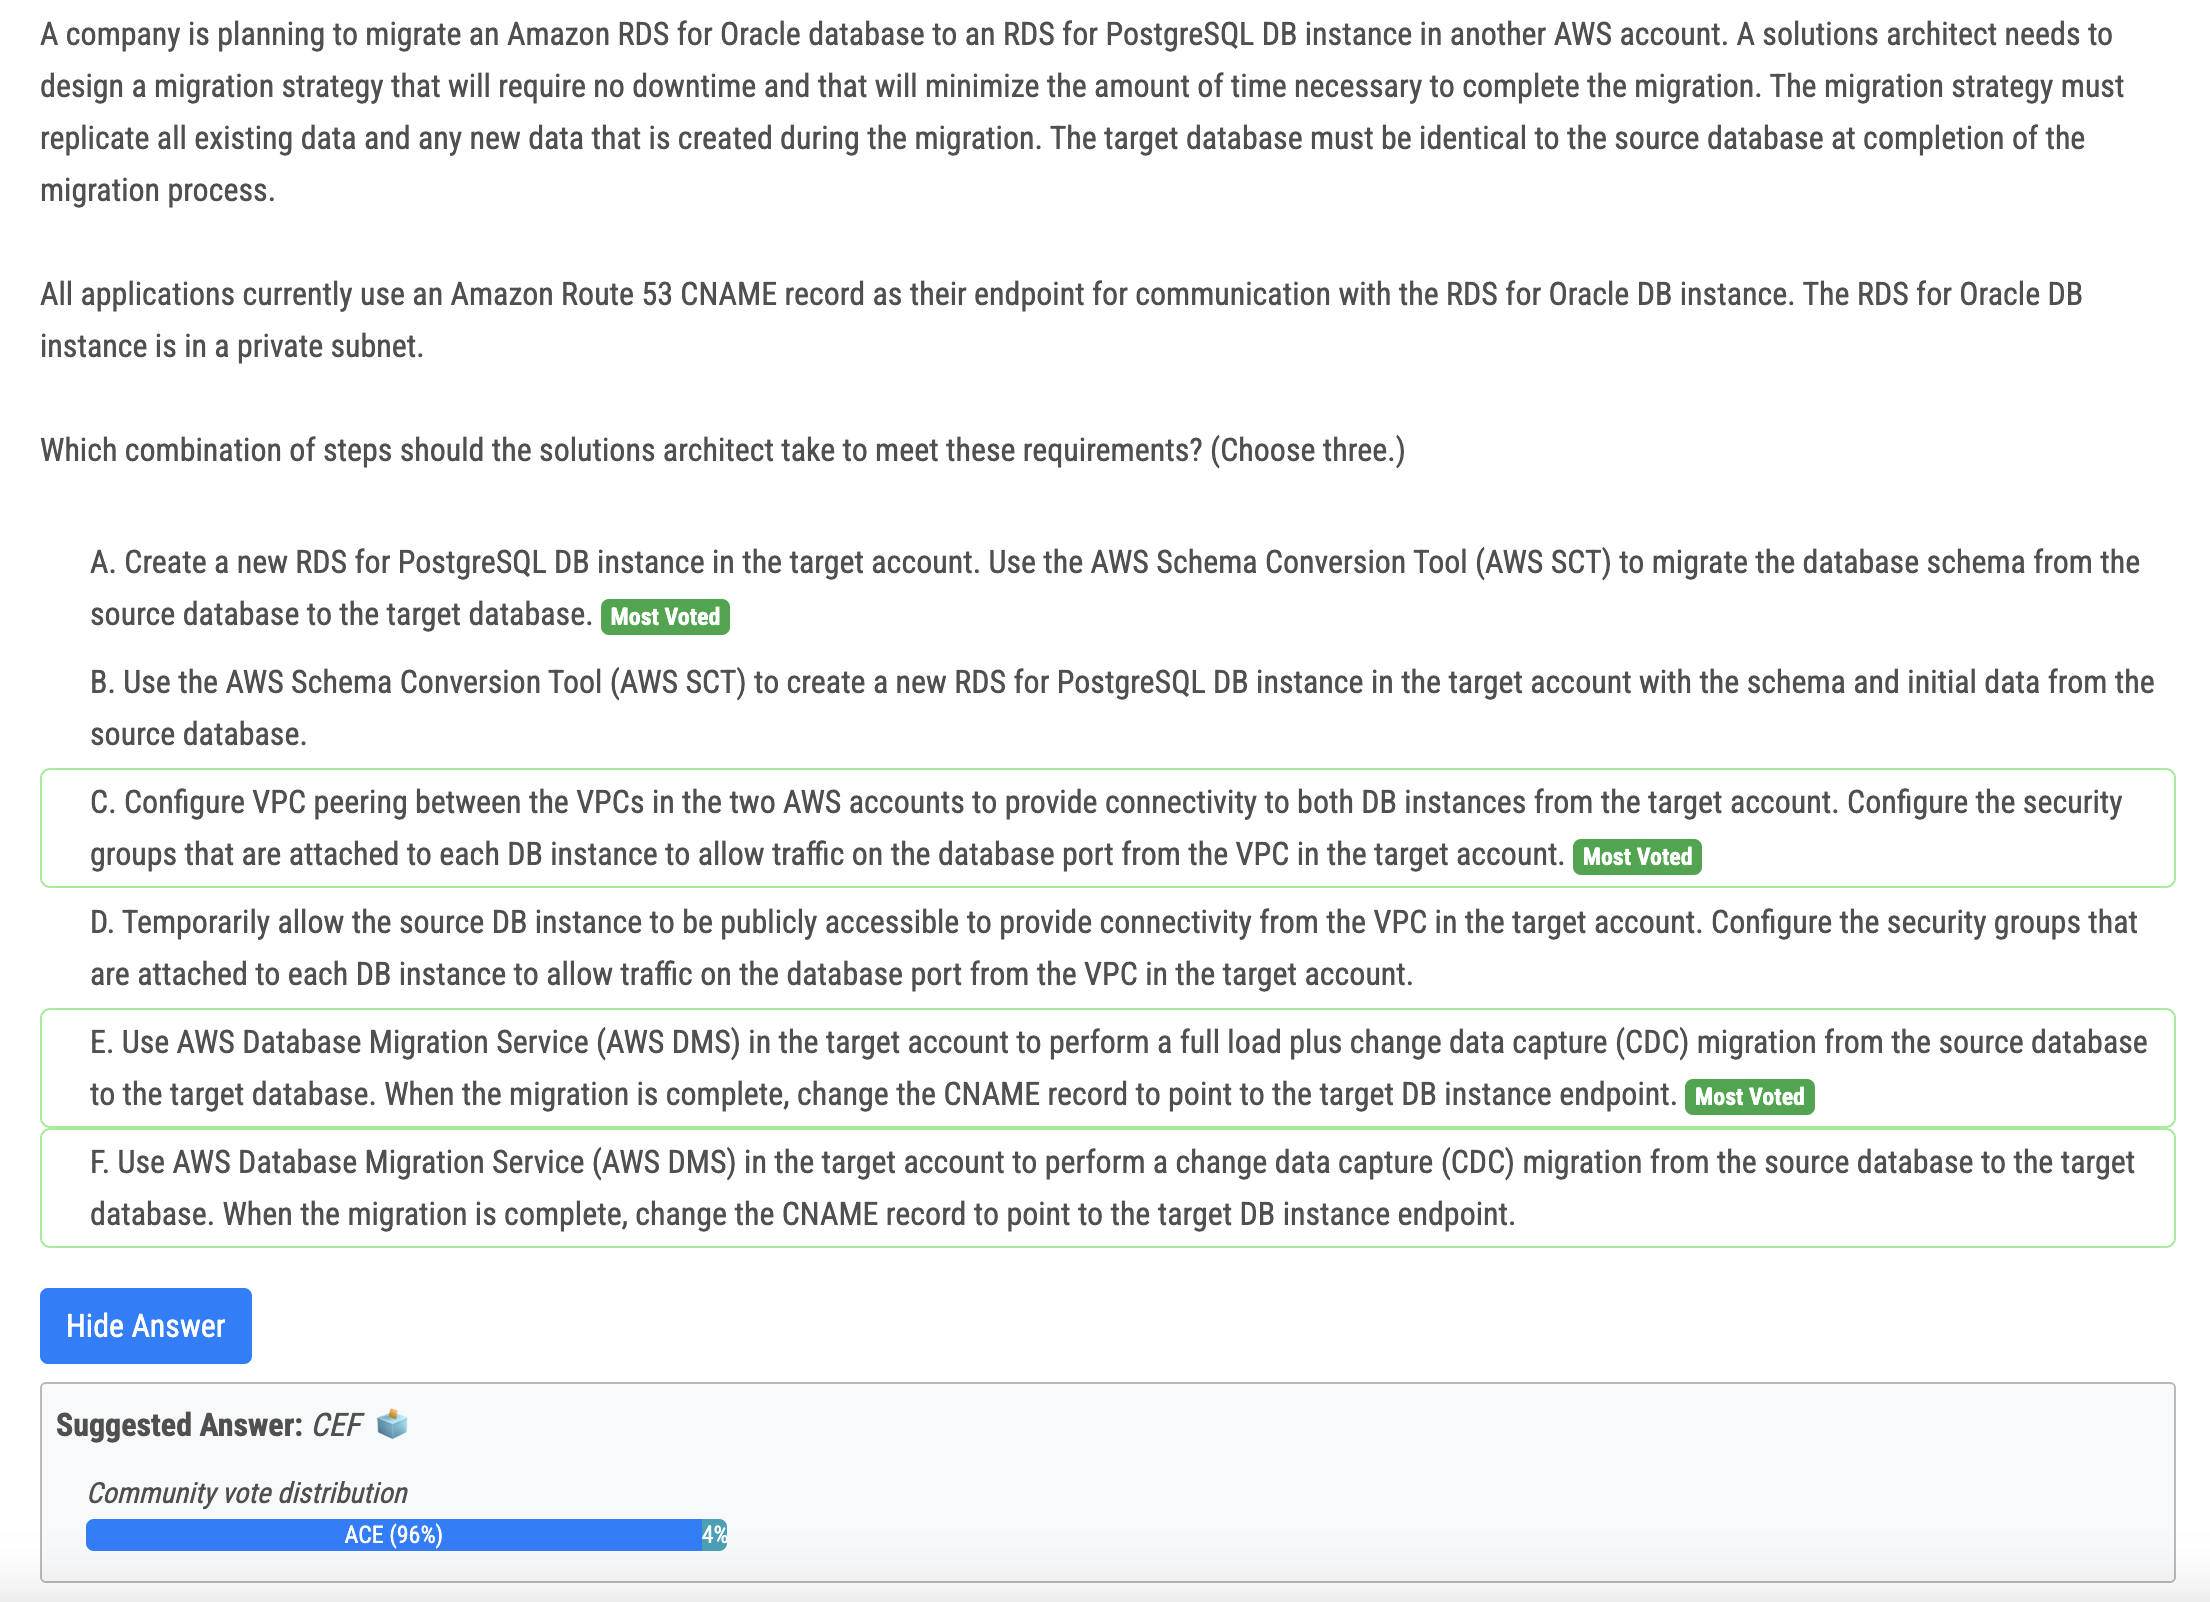 A company is planning to migrate an Amazon RDS for Oracle database to an RDS for PostgreSQL DB instance in another AWS account. A solutions architect needs to
design a migration strategy that will require no downtime and that will minimize the amount of time necessary to complete the migration. The migration strategy must
replicate all existing data and any new data that is created during the migration. The target database must be identical to the source database at completion of the
migration process.
All applications currently use an Amazon Route 53 CNAME record as their endpoint for communication with the RDS for Oracle DB instance. The RDS for Oracle DB
instance is in a private subnet.
Which combination of steps should the solutions architect take to meet these requirements? (Choose three.)
A. Create a new RDS for PostgreSQL DB instance in the target account. Use the AWS Schema Conversion Tool (AWS SCT) to migrate the database schema from the
source database to the target database. Most Voted
B. Use the AWS Schema Conversion Tool (AWS SCT) to create a new RDS for PostgreSQL DB instance in the target account with the schema and initial data from the
source database.
C. Configure VPC peering between the VPCs in the two AWS accounts to provide connectivity to both DB instances from the target account. Configure the security
groups that are attached to each DB instance to allow traffic on the database port from the VPC in the target account. Most Voted
D. Temporarily allow the source DB instance to be publicly accessible to provide connectivity from the VPC in the target account. Configure the security groups that
are attached to each DB instance to allow traffic on the database port from the VPC in the target account.
E. Use AWS Database Migration Service (AWS DMS) in the target account to perform a full load plus change data capture (CDC) migration from the source database
to the target database. When the migration is complete, change the CNAME record to point to the target DB instance endpoint. Most Voted
F. Use AWS Database Migration Service (AWS DMS) in the target account to perform a change data capture (CDC) migration from the source database to the target
database. When the migration is complete, change the CNAME record to point to the target DB instance endpoint.
Hide Answer
Suggested Answer: CEF
Community vote distribution
ACE (96%) 4%